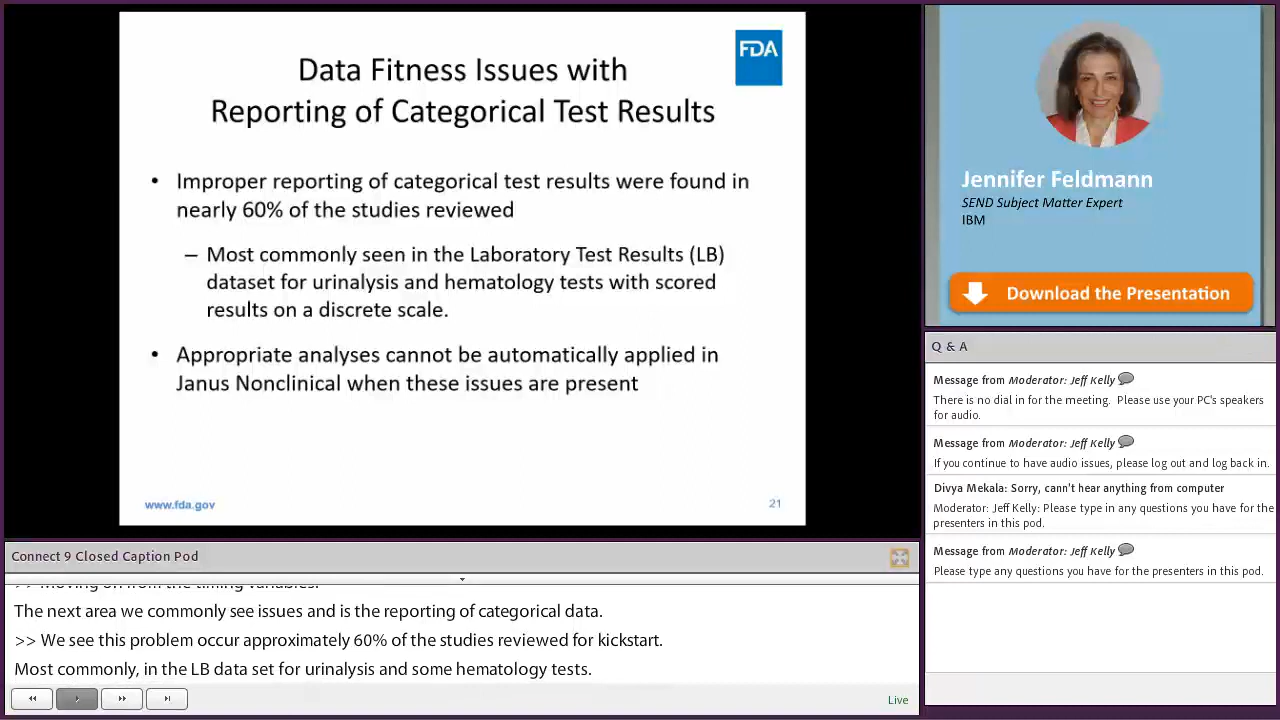 FDA
Data Fitness Issues with
Reporting of Categorical Test Results
• Improper reporting of categorical test results were found in
nearly 60% of the studies reviewed
– Most commonly seen in the Laboratory Test Results (LB)
dataset for urinalysis and hematology tests with scored
results on a discrete scale.
• Appropriate analyses cannot be automatically applied in
Janus Nonclinical when these issues are present
www.fda.gov
21
Jennifer Feldmann
SEND Subject Matter Expert
IBM
Download the Presentation
Q & A
Message from Moderator: Jeff Kelly
There is no dial in for the meeting. Please use your PC's speakers
for audio.
Message from Moderator: Jeff Kelly
If you continue to have audio issues, please log out and log back in.
Divya Mekala: Sorry, cann't hear anything from computer
Moderator: Jeff Kelly: Please type in any questions you have for the
presenters in this pod.
Message from Moderator: Jeff Kelly
Please type any questions you have for the presenters in this pod.
Connect 9 Closed Caption Pod
>> Moving on from the timing variables.
The next area we commonly see issues and is the reporting of categorical data.
>> We see this problem occur approximately 60% of the studies reviewed for kickstart.
Most commonly, in the LB data set for urinalysis and some hematology tests.
Live